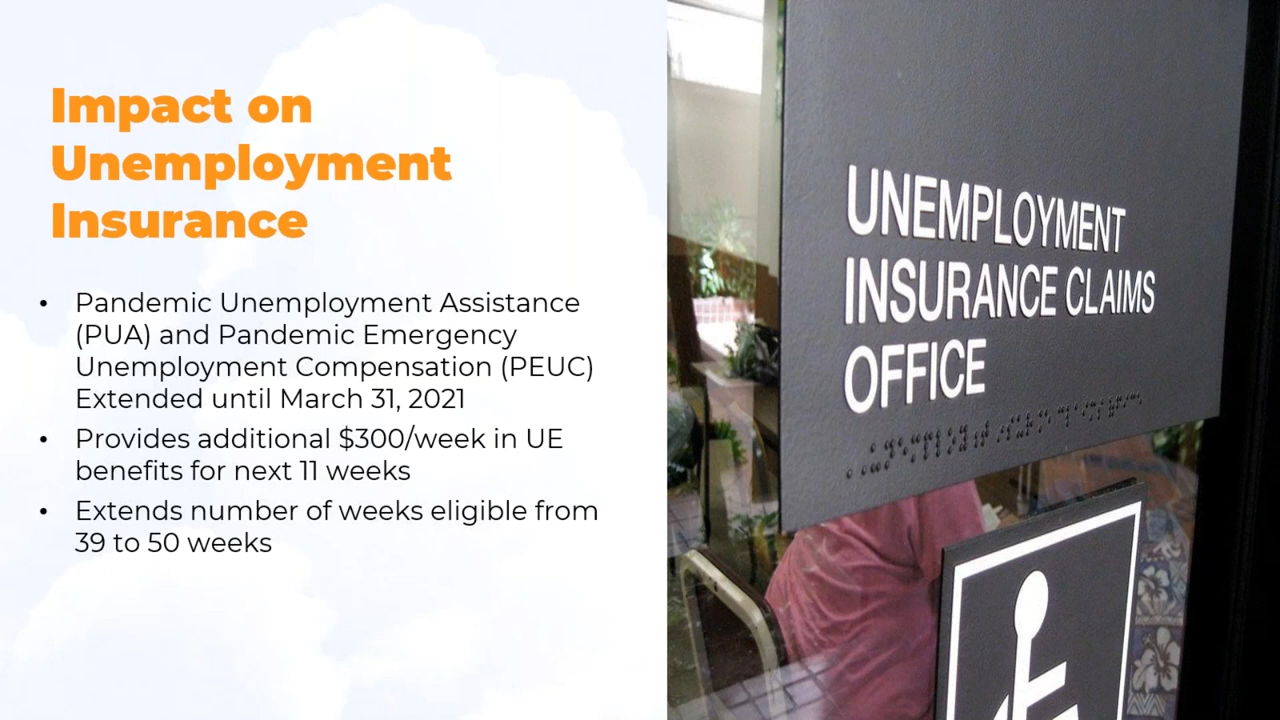 Impact on
Unemployment
Insurance
• Pandemic Unemployment Assistance
(PUA) and Pandemic Emergency
Unemployment Compensation (PEUC)
Extended until March 31, 2021
• Provides additional $300/week in UE
benefits for next 11 weeks
• Extends number of weeks eligible from
39 to 50 weeks
UNEMPLOYMENT
INSURANCE CLAIMS
OFFICE